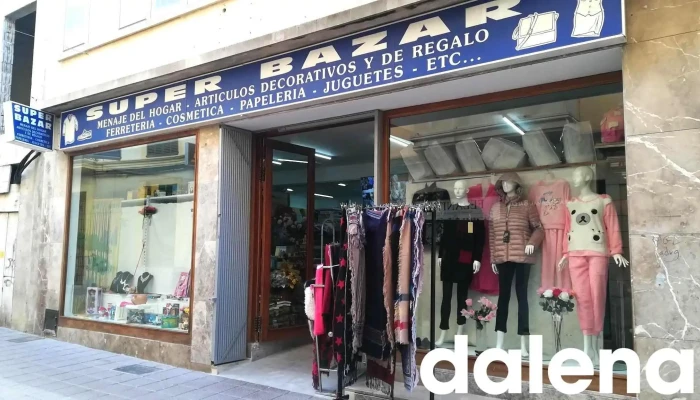 SUPER BAZAR
MENAJE DEL HOGAR - ARTICULOS DECORATIVOS Y DE REGALO
FERRETERIA - COSMETICA - PAPELERIA - JUGUETES - ETC...
SUPER
BAZAR
dalena